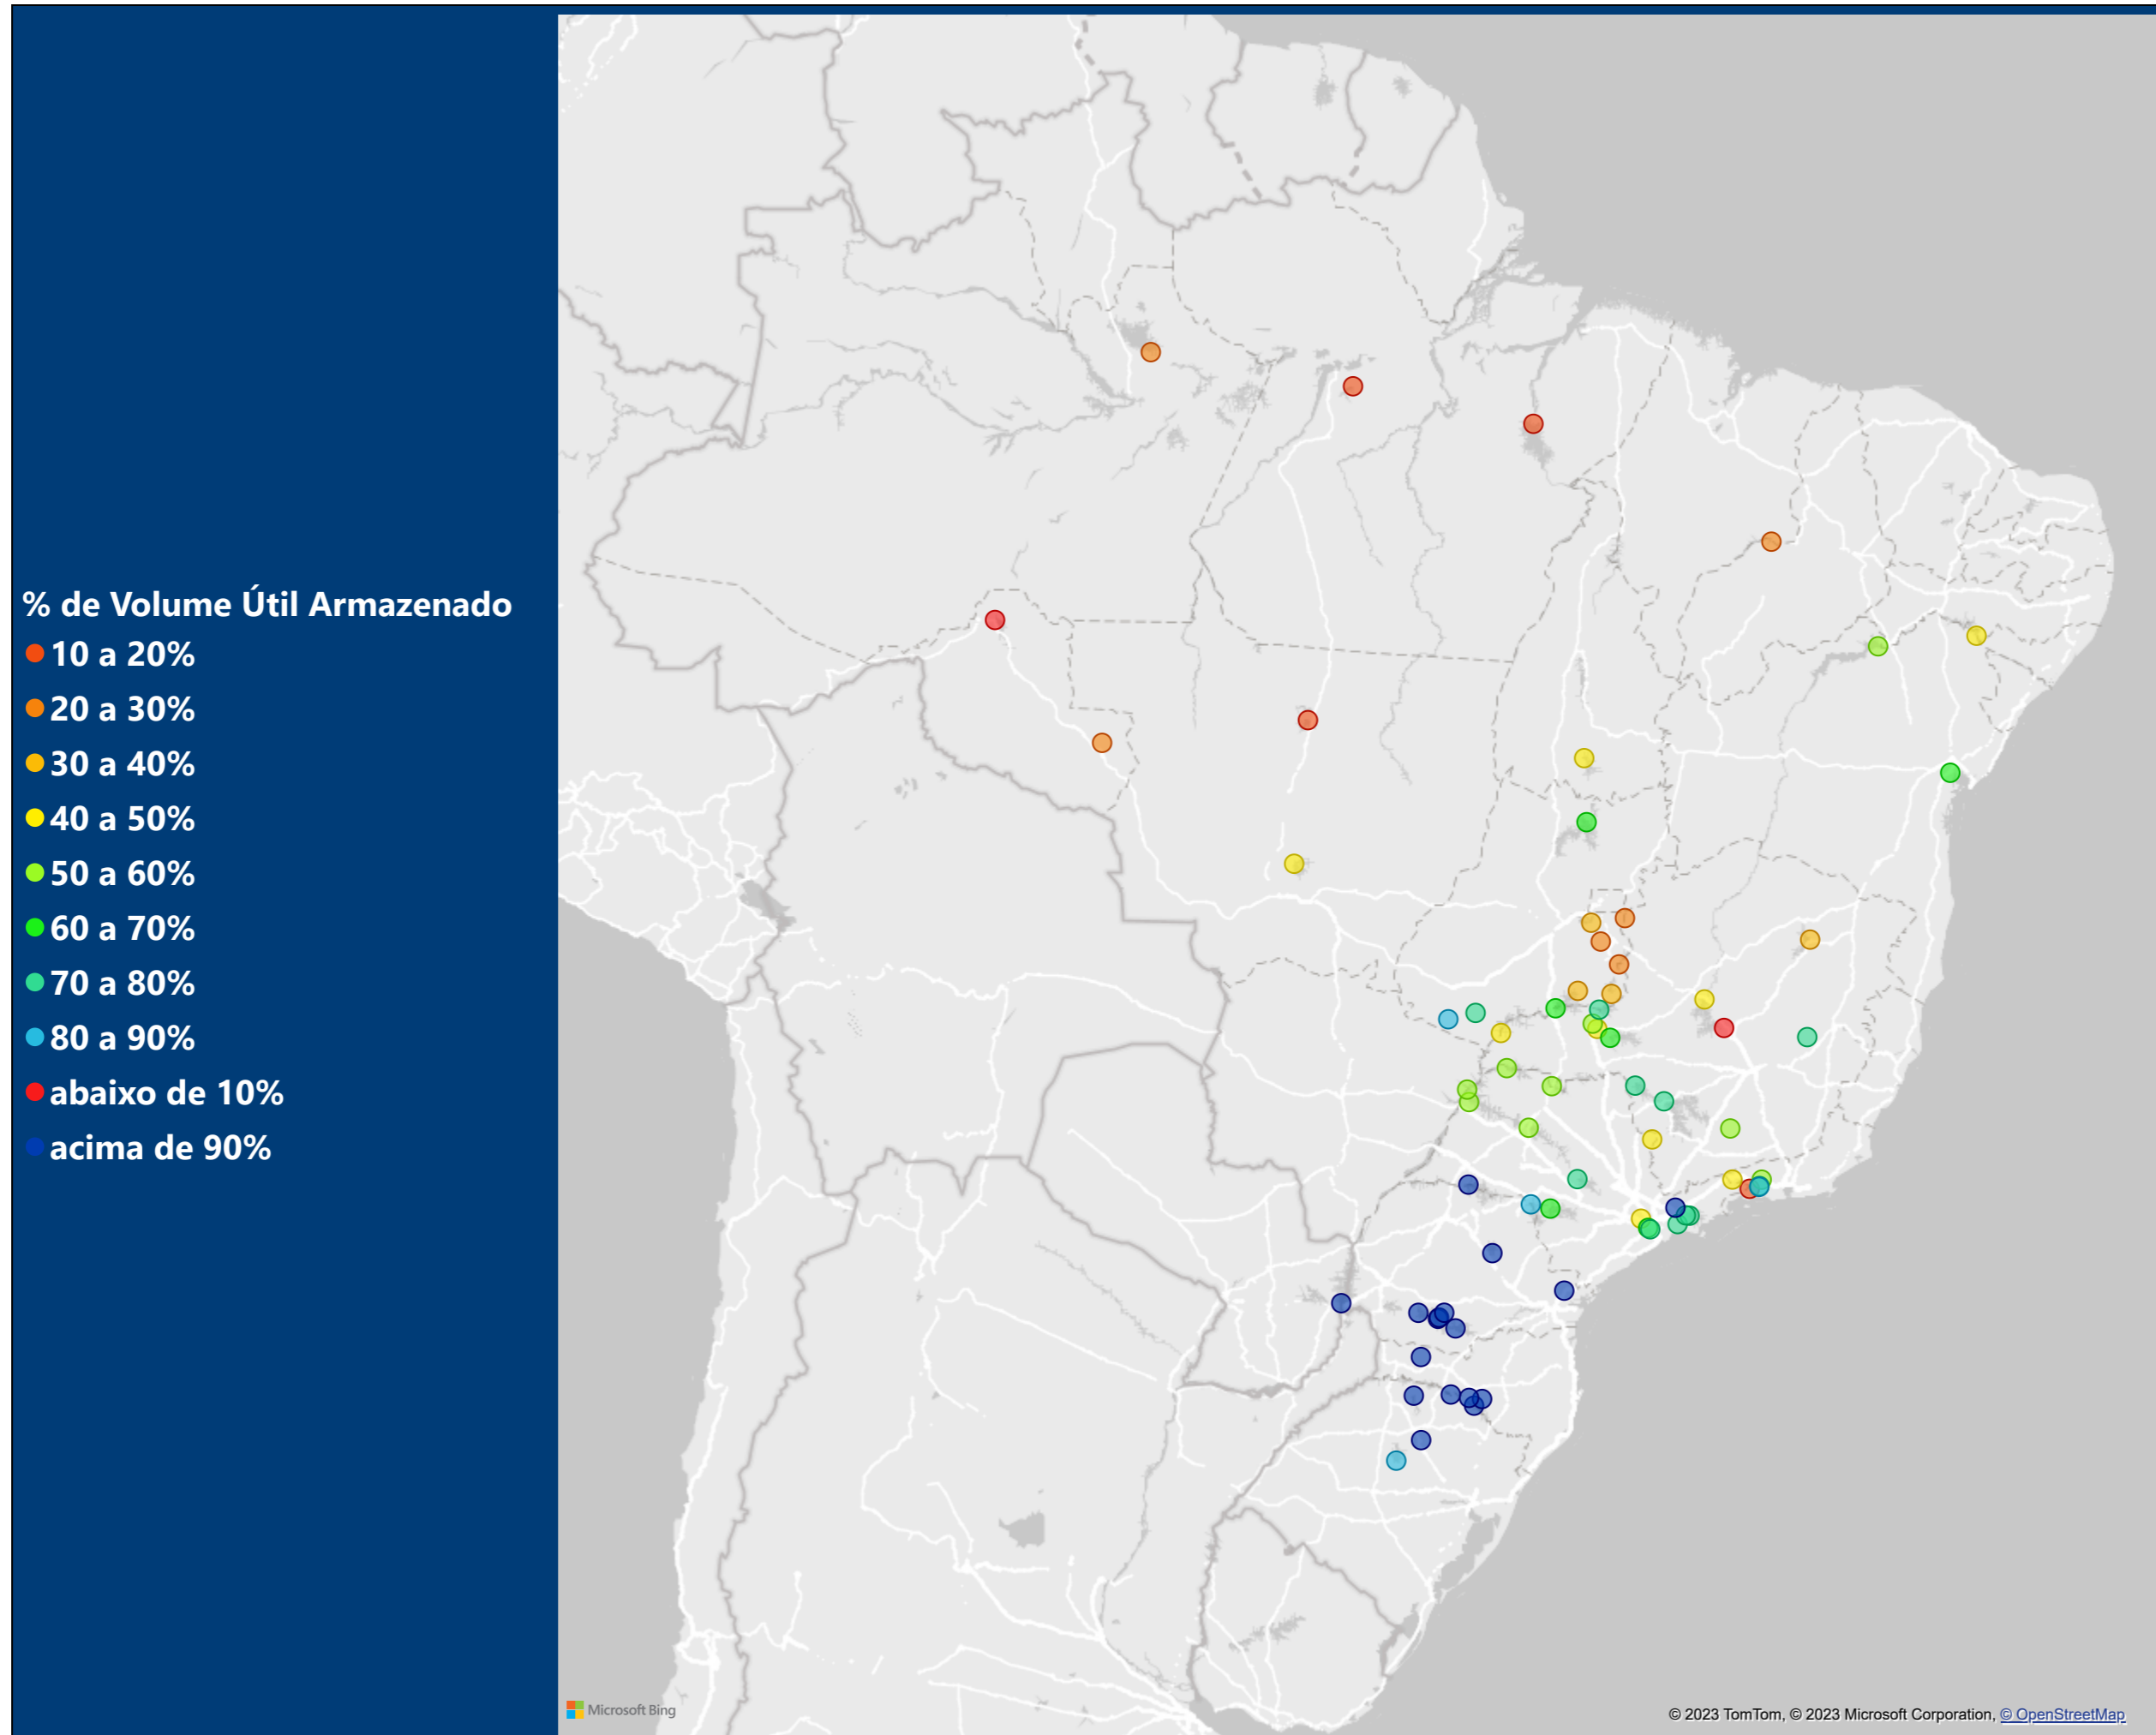 % de Volume Útil Armazenado
10 a 20%
20 a 30%
30 a 40%
40 a 50%
50 a 60%
60 a 70%
70 a 80%
80 a 90%
abaixo de 10%
acima de 90%
Microsoft Bing
© 2023 TomTom, © 2023 Microsoft Corporation, © OpenStreetMap